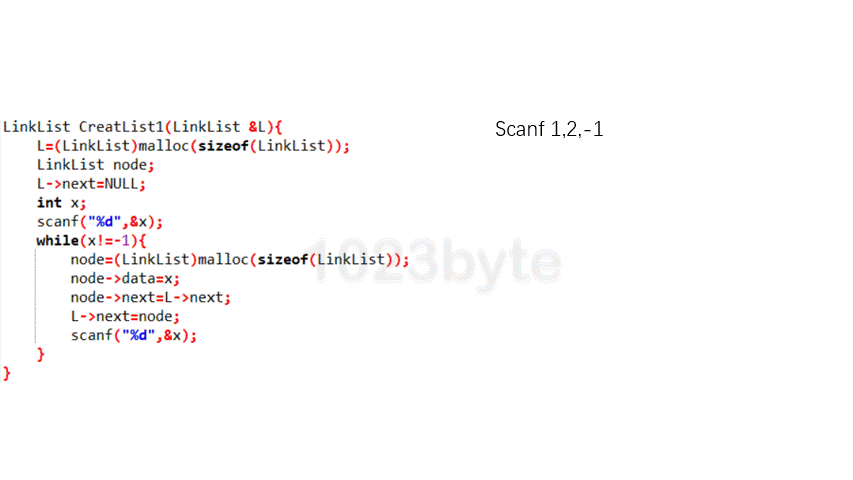 LinkList CreatList1(LinkList &L){
    L=(LinkList)malloc(sizeof(LinkList));
    LinkList node;
    L->next=NULL;
    int x;
    scanf("%d",&x);
    while(x!=-1){
        node=(LinkList)malloc(sizeof(LinkList));
        node->data=x;
        node->next=L->next;
        L->next=node;
        scanf("%d",&x);
    }
}
Scanf 1,2,-1
1023byte